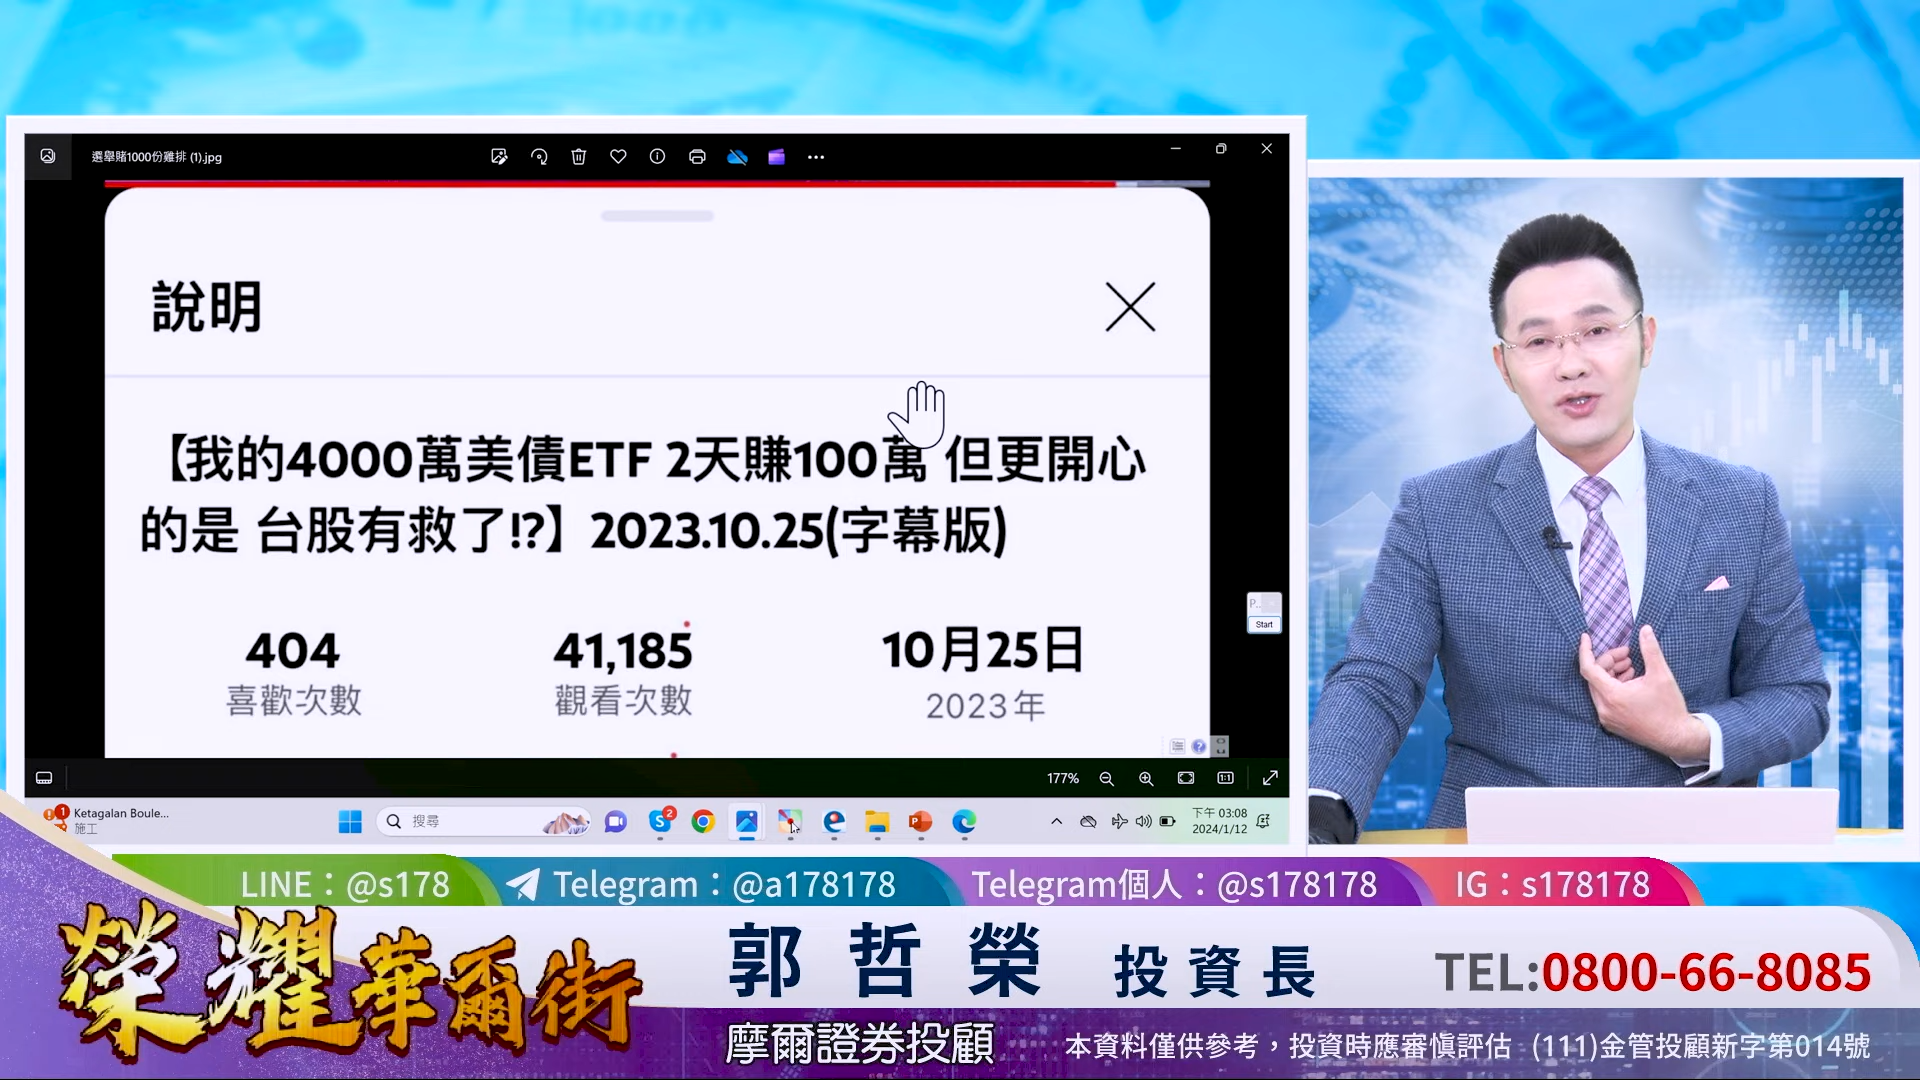 選舉賭1000份雞排 (1).jpg
說明
【我的4000萬美債ETF 2天賺100萬 但更開心
的是 台股有救了!?】2023.10.25(字幕版)
404
41,185
10月25日
喜歡次數
觀看次數
2023年
P...
Start
177%
1:1
1
Ketagalan Boule...
施工
搜尋
2
下午 03:08
2024/1/12
LINE：@s178
Telegram：@a178178
Telegram個人：@s178178
IG：s178178
榮耀華爾街
郭哲榮 投資長
TEL:0800-66-8085
摩爾證券投顧
本資料僅供參考，投資時應審慎評估 (111)金管投顧新字第014號